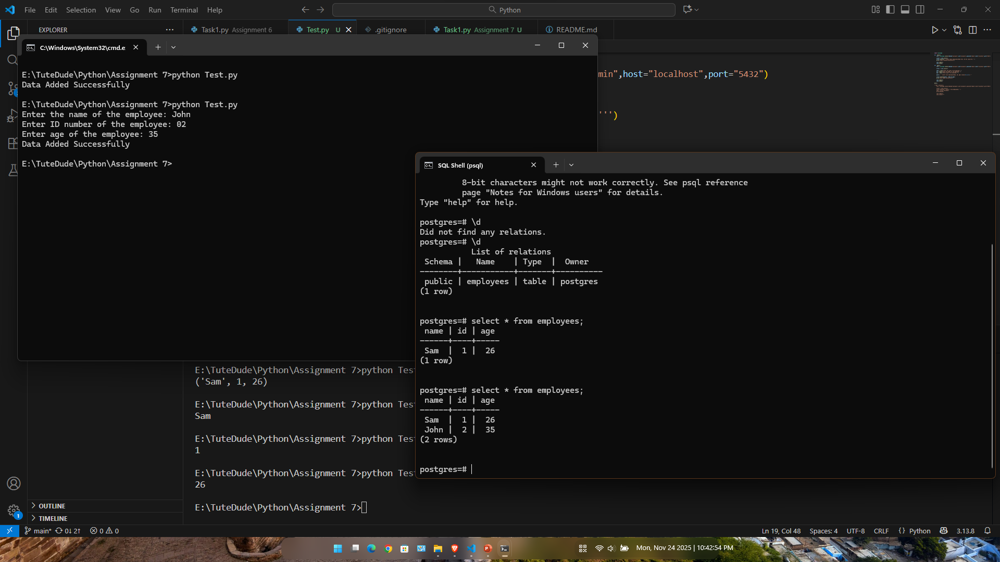 File Edit Selection View Go Run Terminal Help
Python
EXPLORER
Task1.py Assignment 6
Test.py U
.gitignore
Task1.py Assignment 7 U
README.md
C:\Windows\System32\cmd.e
E:\TuteDude\Python\Assignment 7>python Test.py
Data Added Successfully
E:\TuteDude\Python\Assignment 7>python Test.py
Enter the name of the employee: John
Enter ID number of the employee: 02
Enter age of the employee: 35
Data Added Successfully
E:\TuteDude\Python\Assignment 7>
min",host="localhost",port="5432")
''')
SQL Shell (psql)
8-bit characters might not work correctly. See psql reference
page "Notes for Windows users" for details.
Type "help" for help.
postgres=# \d
Did not find any relations.
postgres=# \d
List of relations
Schema | Name | Type | Owner
--------+-----------+-------+----------
public | employees | table | postgres
(1 row)
postgres=# select * from employees;
name | id | age
------+----+-----
Sam | 1 | 26
(1 row)
postgres=# select * from employees;
name | id | age
------+----+-----
Sam | 1 | 26
John | 2 | 35
(2 rows)
postgres=#
E:\TuteDude\Python\Assignment 7>python Test
('Sam', 1, 26)
E:\TuteDude\Python\Assignment 7>python Test
Sam
E:\TuteDude\Python\Assignment 7>python Test
1
E:\TuteDude\Python\Assignment 7>python Test
26
E:\TuteDude\Python\Assignment 7>
OUTLINE
TIMELINE
1
main* 0↓ 2↑ 0 0
Ln 19, Col 48 Spaces: 4 UTF-8 CRLF {} Python 3.13.8
Mon, Nov 24 2025 | 10:42:54 PM